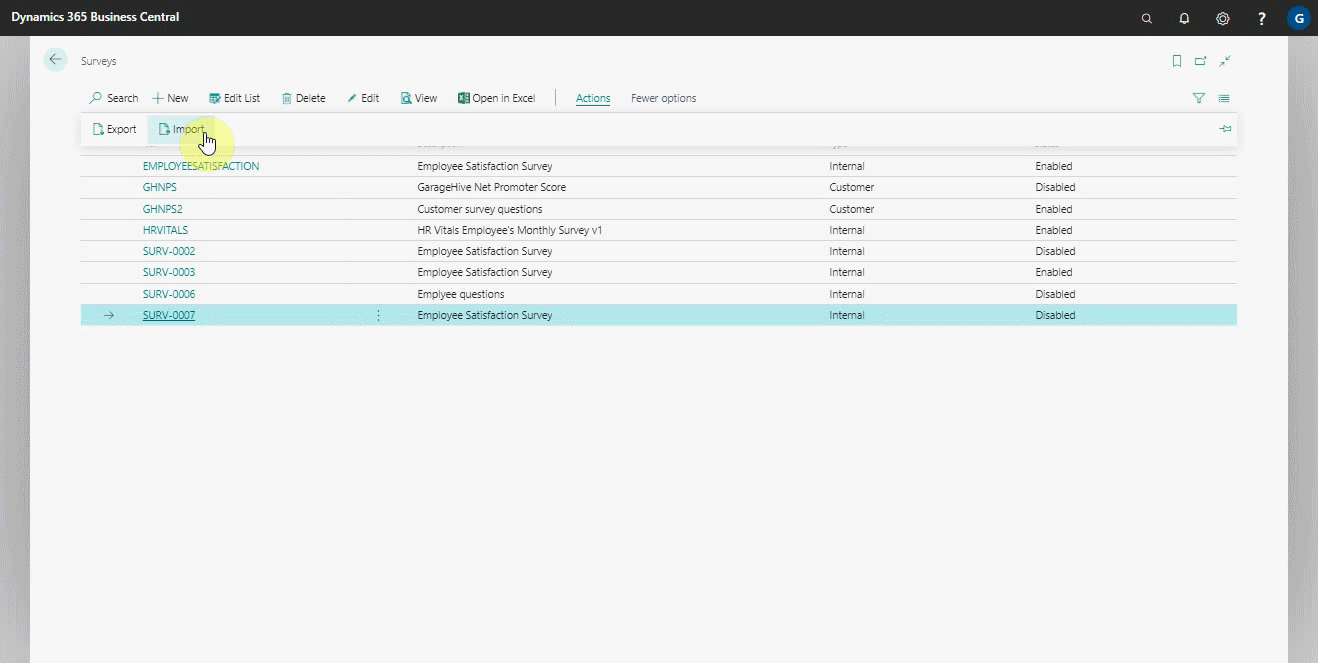 Dynamics 365 Business Central
? G
Surveys
Search New Edit List Delete Edit View Open in Excel Actions Fewer options
Export Import
EMPLOYEESATISFACTION Employee Satisfaction Survey Internal Enabled
GHNPS GarageHive Net Promoter Score Customer Disabled
GHNPS2 Customer survey questions Customer Enabled
HRVITALS HR Vitals Employee's Monthly Survey v1 Internal Enabled
SURV-0002 Employee Satisfaction Survey Internal Disabled
SURV-0003 Employee Satisfaction Survey Internal Enabled
SURV-0006 Emplyee questions Internal Disabled
SURV-0007 Employee Satisfaction Survey Internal Disabled